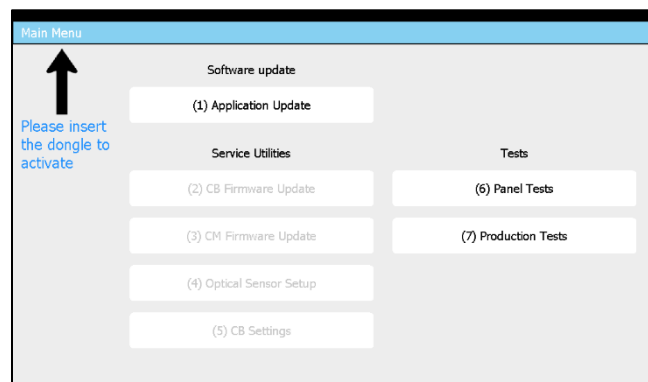 Main Menu
Please insert
the dongle to
activate
Software update
(1) Application Update
Service Utilities
(2) CB Firmware Update
(3) CM Firmware Update
(4) Optical Sensor Setup
(5) CB Settings
Tests
(6) Panel Tests
(7) Production Tests